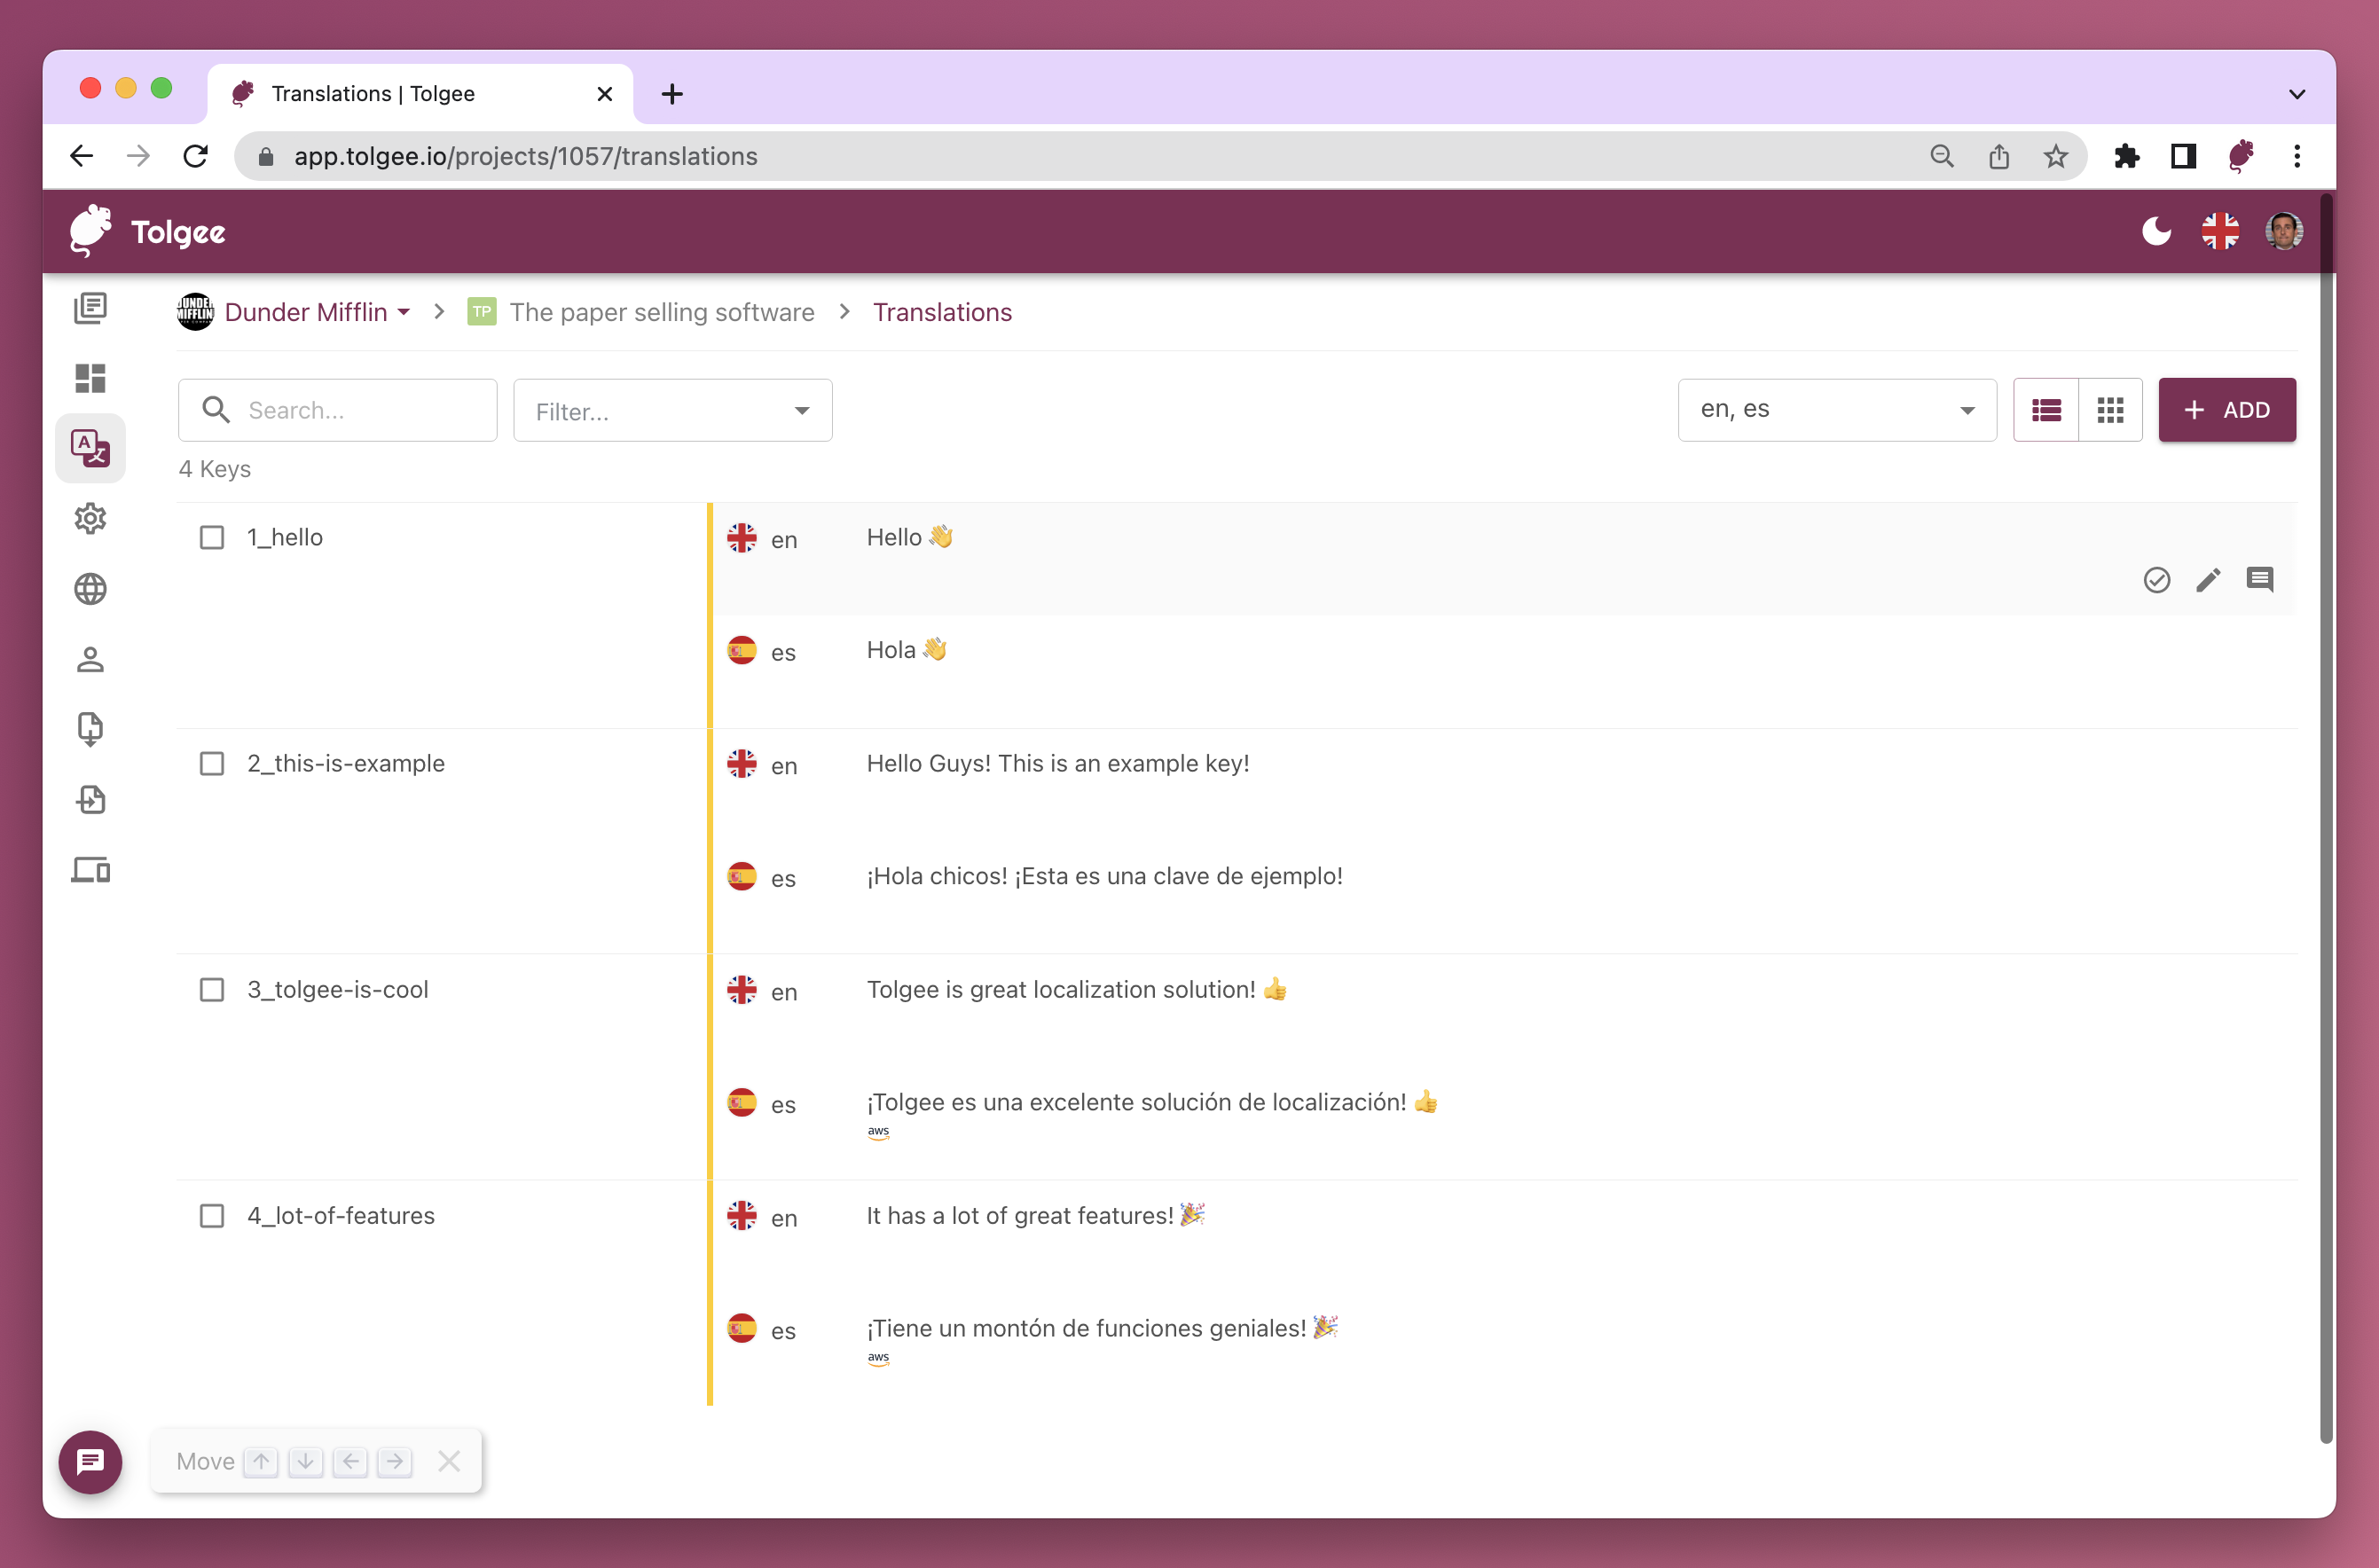 Translations | Tolgee
app.tolgee.io/projects/1057/translations
Tolgee
DUNDER MIFFLIN
Dunder Mifflin
TP
The paper selling software
Translations
Search...
Filter...
en, es
+ ADD
4 Keys
1_hello
en
Hello 👋
es
Hola 👋
2_this-is-example
en
Hello Guys! This is an example key!
es
¡Hola chicos! ¡Esta es una clave de ejemplo!
3_tolgee-is-cool
en
Tolgee is great localization solution! 👍
es
¡Tolgee es una excelente solución de localización! 👍
aws
4_lot-of-features
en
It has a lot of great features! 🎉
es
¡Tiene un montón de funciones geniales! 🎉
aws
Move ↑ ↓ ← →